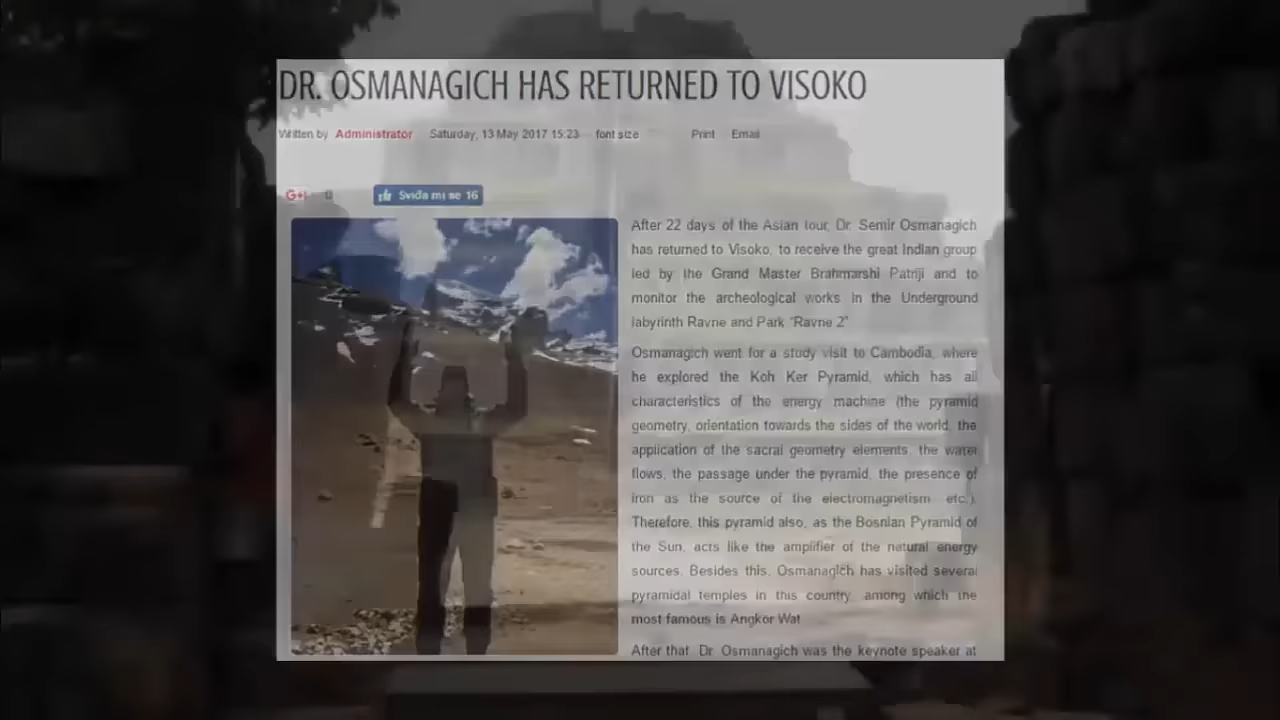 DR. OSMANAGICH HAS RETURNED TO VISOKO
Written by Administrator Saturday, 13 May 2017 15:23 font size Print Email
G+1 0 Sviđa mi se 16
After 22 days of the Asian tour, Dr. Semir Osmanagich
has returned to Visoko, to receive the great Indian group
led by the Grand Master Brahmarshi Patriji and to
monitor the archeological works in the Underground
labyrinth Ravne and Park "Ravne 2"
Osmanagich went for a study visit to Cambodia, where
he explored the Koh Ker Pyramid, which has all
characteristics of the energy machine (the pyramid
geometry, orientation towards the sides of the world, the
application of the sacral geometry elements, the water
flows, the passage under the pyramid, the presence of
iron as the source of the electromagnetism, etc.).
Therefore, this pyramid also, as the Bosnian Pyramid of
the Sun, acts like the amplifier of the natural energy
sources. Besides this, Osmanagich has visited several
pyramidal temples in this country, among which the
most famous is Angkor Wat
After that, Dr. Osmanagich was the keynote speaker at